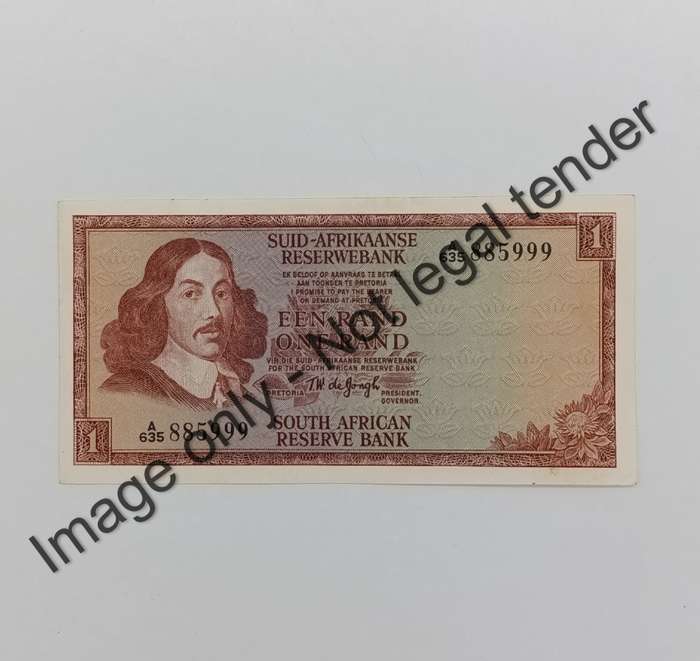 1
SUID-AFRIKAANSE
RESERWEBANK
A/635 885999
EK BELOOF OP AANVRAAG TE BETAAL
AAN TOONDER TE PRETORIA
I PROMISE TO PAY THE BEARER
ON DEMAND AT PRETORIA
EEN RAND
ONE RAND
VIR DIE SUID-AFRIKAANSE RESERWEBANK
FOR THE SOUTH AFRICAN RESERVE BANK
T.W. de Jongh
PRETORIA PRESIDENT.
GOVERNOR.
A/635 885999
SOUTH AFRICAN
RESERVE BANK
1
Image only - Not legal tender